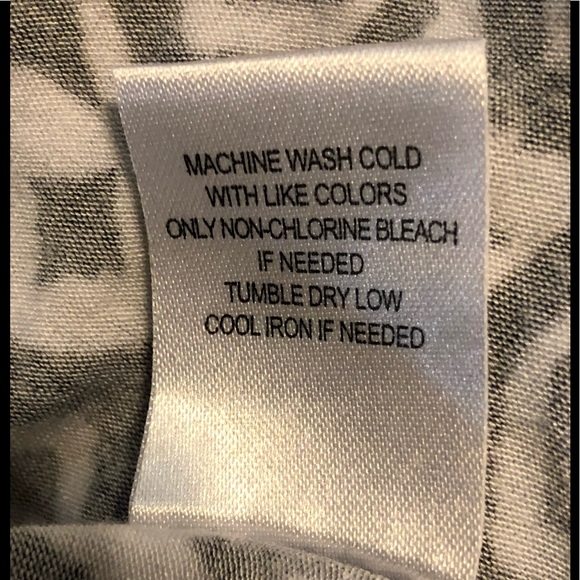 MACHINE WASH COLD
WITH LIKE COLORS
ONLY NON-CHLORINE BLEACH
IF NEEDED
TUMBLE DRY LOW
COOL IRON IF NEEDED